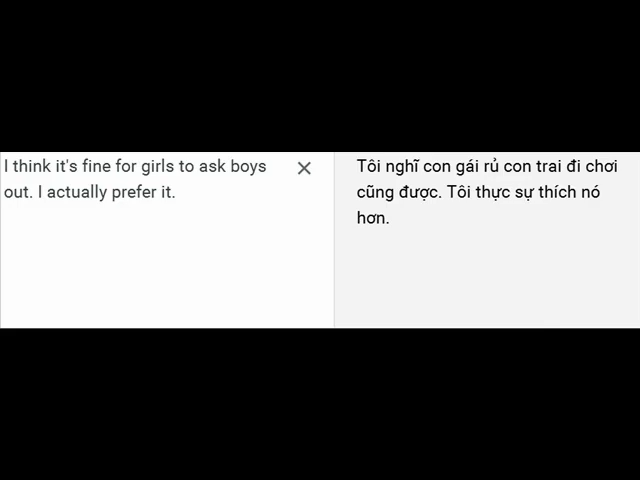 I think it's fine for girls to ask boys
out. I actually prefer it.
Tôi nghĩ con gái rủ con trai đi chơi
cũng được. Tôi thực sự thích nó
hơn.